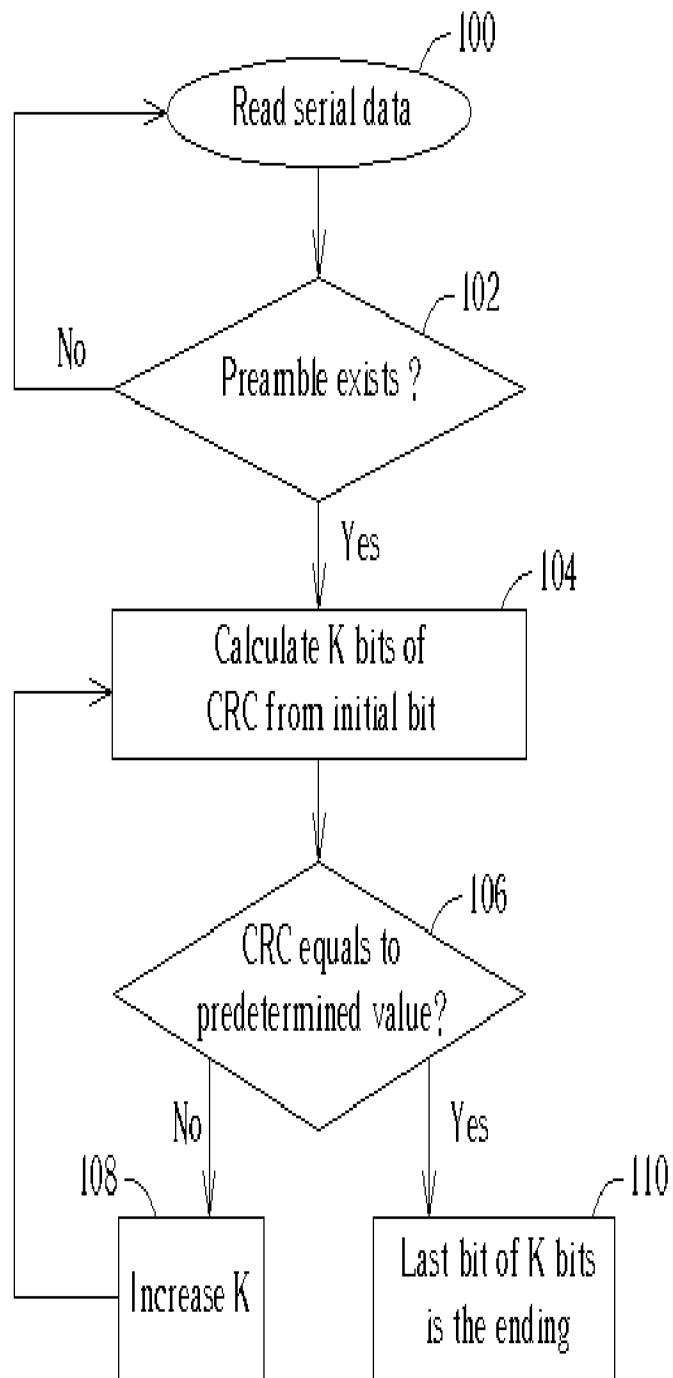 100
Read serial data
102
No
Preamble exists ?
Yes
104
Calculate K bits of
CRC from initial bit
106
CRC equals to
predetermined value?
No
Yes
108
110
Increase K
Last bit of K bits
is the ending